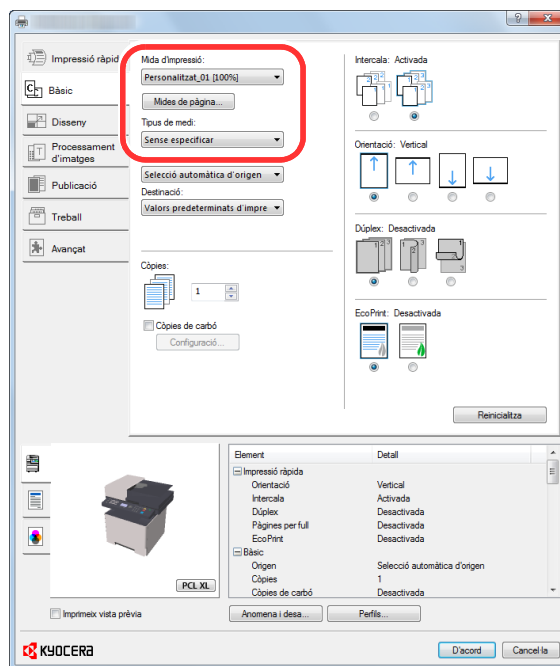 Impressió ràpid
Bàsic
Disseny
Processament
d'imatges
Publicació
Treball
Avançat
Mida d'impressió:
Personalitzat_01 [100%]
Mides de pàgina...
Tipus de medi:
Sense especificar
Selecció automàtica d'origen
Destinació:
Valors predeterminats d'impre
Còpies:
1
Còpies de carbó
Configuració...
Intercala: Activada
Orientació: Vertical
Dúplex: Desactivada
EcoPrint: Desactivada
Reinicialitza
Element Detall
Impressió ràpida
Orientació Vertical
Intercala Activada
Dúplex Desactivada
Pàgines per full Desactivada
EcoPrint Desactivada
Bàsic
Origen Selecció automàtica d'origen
Còpies 1
Còpies de carbó Desactivada
PCL XL
Imprimeix vista prèvia
Anomena i desa... Perfils...
KYOCERA
D'acord Cancel·la